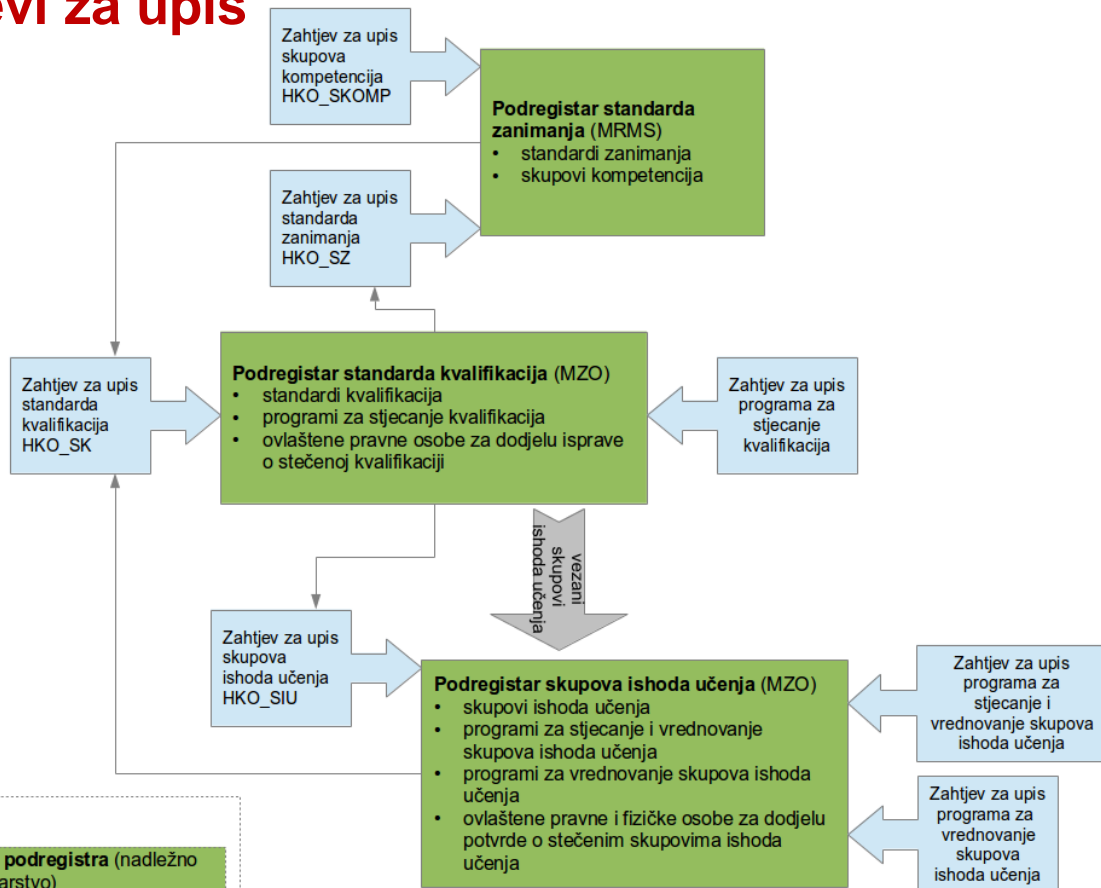 za upis
Zahtjev za upis
skupova
kompetencija
HKO_SKOMP
Podregistar standarda
zanimanja (MRMS)
• standardi zanimanja
• skupovi kompetencija
Zahtjev za upis
standarda
zanimanja
HKO_SZ
Zahtjev za upis
standarda
kvalifikacija
HKO_SK
Podregistar standarda kvalifikacija (MZO)
• standardi kvalifikacija
• programi za stjecanje kvalifikacija
• ovlaštene pravne osobe za dodjelu isprave
o stečenoj kvalifikaciji
Zahtjev za upis
programa za
stjecanje
kvalifikacija
vezani
skupovi
ishoda učenja
Zahtjev za upis
skupova
ishoda učenja
HKO_SIU
Podregistar skupova ishoda učenja (MZO)
• skupovi ishoda učenja
• programi za stjecanje i vrednovanje
skupova ishoda učenja
• programi za vrednovanje skupova ishoda
učenja
• ovlaštene pravne i fizičke osobe za dodjelu
potvrde o stečenim skupovima ishoda
učenja
Zahtjev za upis
programa za
stjecanje i
vrednovanje skupova
ishoda učenja
Zahtjev za upis
programa za
vrednovanje
skupova
ishoda učenja
podregistra (nadležno